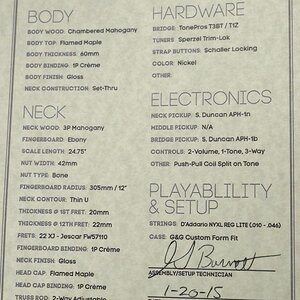 BODY
BODY WOOD: Chambered Mahogany
BODY TOP: Flamed Maple
BODY THICKNESS: 60mm
BODY BINDING: 1P Crème
BODY FINISH: Gloss
NECK CONSTRUCTION: Set-Thru
NECK
NECK WOOD: 3P Mahogany
FINGERBOARD: Ebony
SCALE LENGTH: 24.75"
NUT WIDTH: 42mm
NUT TYPE: Bone
FINGERBOARD RADIUS: 305mm / 12"
NECK CONTOUR: Thin U
THICKNESS @ 1ST FRET: 20mm
THICKNESS @ 12TH FRET: 22mm
FRETS: 22 XJ - Jescar FW57110
FINGERBOARD BINDING: 1P Crème
NECK FINISH: Gloss
HEAD CAP: Flamed Maple
HEAD CAP BINDING: 1P Crème
TRUSS ROD: 2-Way Adjustable
HARDWARE
BRIDGE: TonePros T3BT / T1Z
TUNERS: Sperzel Trim-Lok
STRAP BUTTONS: Schaller Locking
COLOR: Nickel
OTHER:
ELECTRONICS
NECK PICKUP: S. Duncan APH-1n
MIDDLE PICKUP: N/A
BRIDGE PICKUP: S. Duncan APH-1b
CONTROLS: 2-Volume, 1-Tone, 3-Way
OTHER: Push-Pull Coil Split on Tone
PLAYABLILITY
& SETUP
STRINGS: D'Addario NYXL REG LITE (.010 - .046)
CASE: G&G Custom Form Fit
ASSEMBLY/SETUP TECHNICIAN
1-20-15